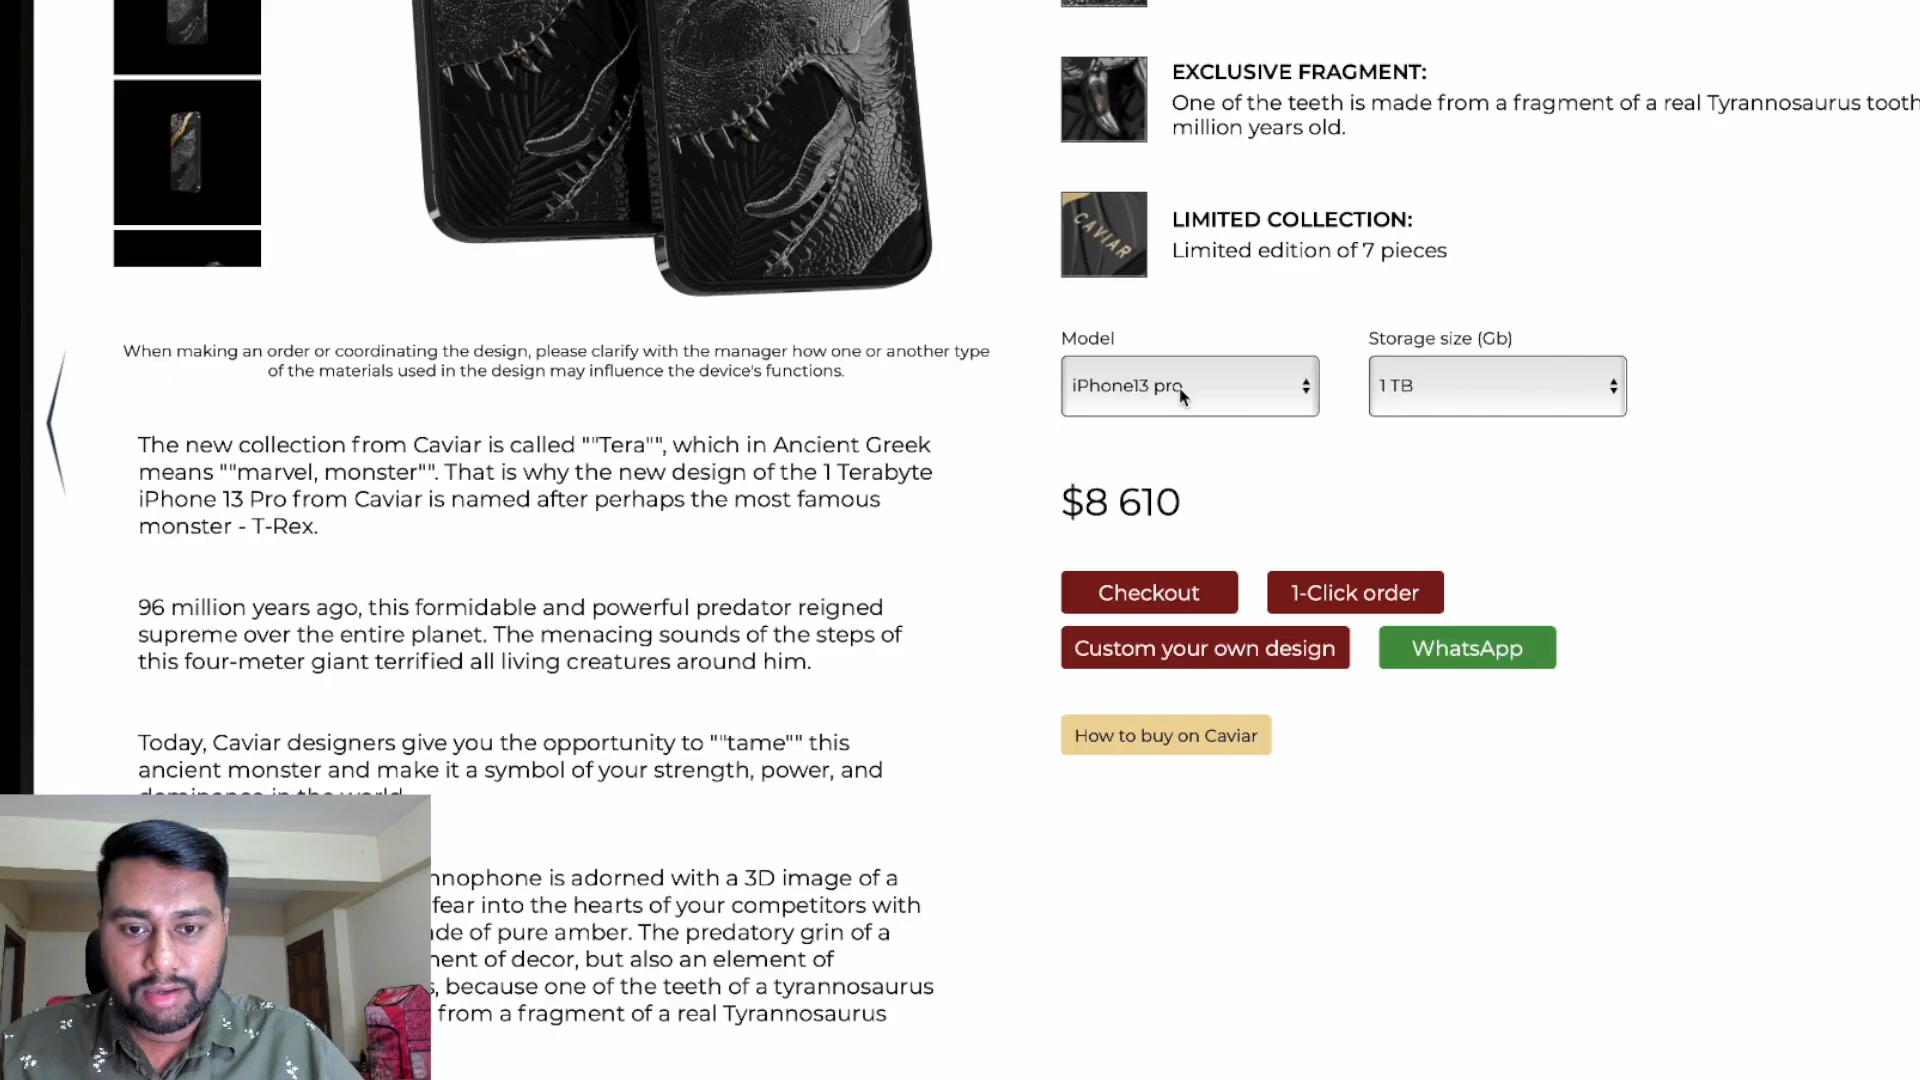 EXCLUSIVE FRAGMENT:
One of the teeth is made from a fragment of a real Tyrannosaurus tooth
million years old.
CAVIAR
LIMITED COLLECTION:
Limited edition of 7 pieces
Model
Storage size (Gb)
iPhone13 pro
1 TB
$8 610
Checkout
1-Click order
Custom your own design
WhatsApp
How to buy on Caviar
When making an order or coordinating the design, please clarify with the manager how one or another type
of the materials used in the design may influence the device's functions.
The new collection from Caviar is called ""Tera"", which in Ancient Greek
means ""marvel, monster"". That is why the new design of the 1 Terabyte
iPhone 13 Pro from Caviar is named after perhaps the most famous
monster - T-Rex.
96 million years ago, this formidable and powerful predator reigned
supreme over the entire planet. The menacing sounds of the steps of
this four-meter giant terrified all living creatures around him.
Today, Caviar designers give you the opportunity to ""tame"" this
ancient monster and make it a symbol of your strength, power, and
dominance in the world.
is adorned with a 3D image of a
fear into the hearts of your competitors with
of pure amber. The predatory grin of a
of decor, but also an element of
because one of the teeth of a tyrannosaurus
from a fragment of a real Tyrannosaurus